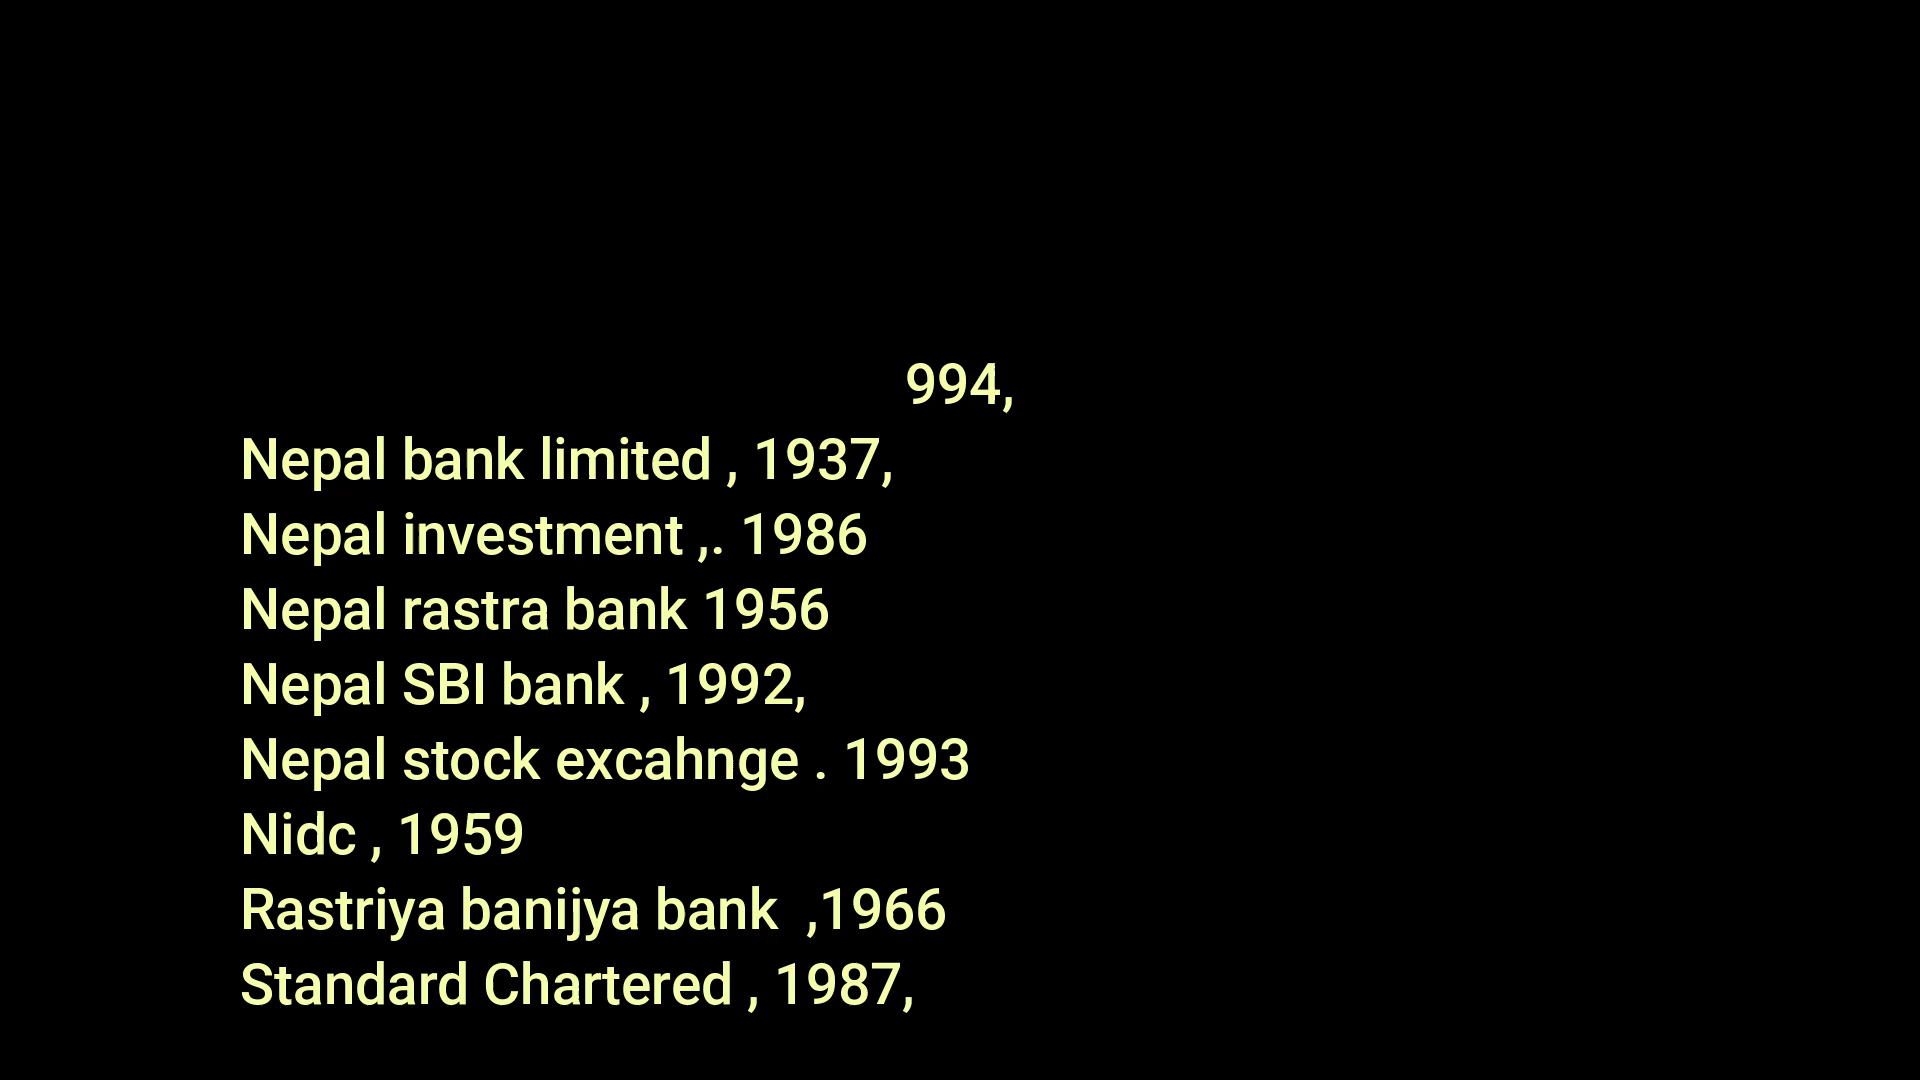 994,
Nepal bank limited , 1937,
Nepal investment ,. 1986
Nepal rastra bank 1956
Nepal SBI bank , 1992,
Nepal stock excahnge . 1993
Nidc , 1959
Rastriya banijya bank  ,1966
Standard Chartered , 1987,